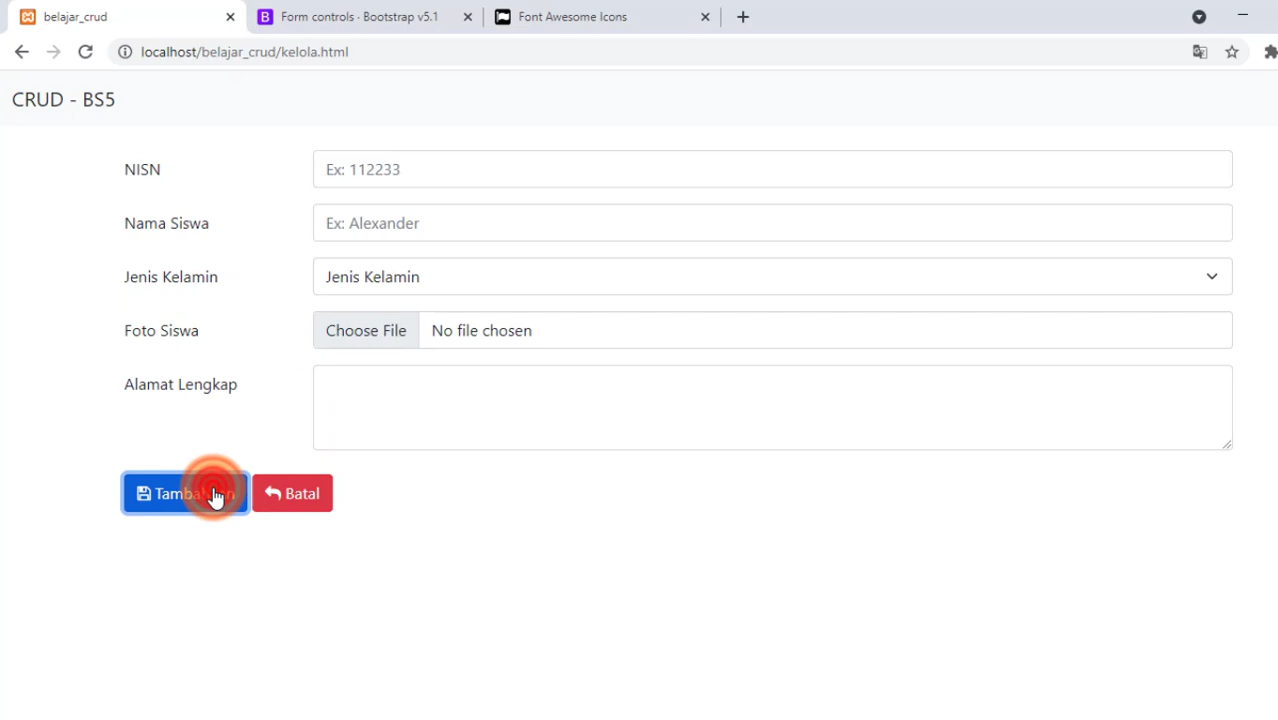 belajar_crud
Form controls · Bootstrap v5.1
Font Awesome Icons
localhost/belajar_crud/kelola.html
CRUD - BS5
NISN
Ex: 112233
Nama Siswa
Ex: Alexander
Jenis Kelamin
Jenis Kelamin
Foto Siswa
Choose File
No file chosen
Alamat Lengkap
Batal